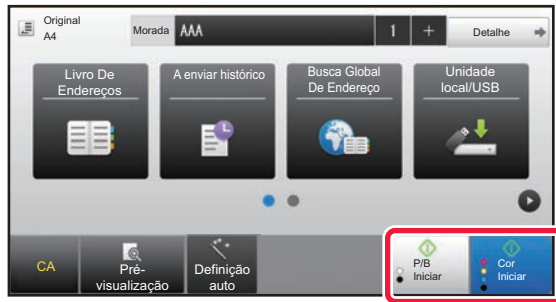 Original
A4
Morada AAA 1 + Detalhe
Livro De
Endereços
A enviar histórico
Busca Global
De Endereço
Unidade
local/USB
CA
Pré-
visualização
Definição
auto
P/B
Iniciar
Cor
Iniciar